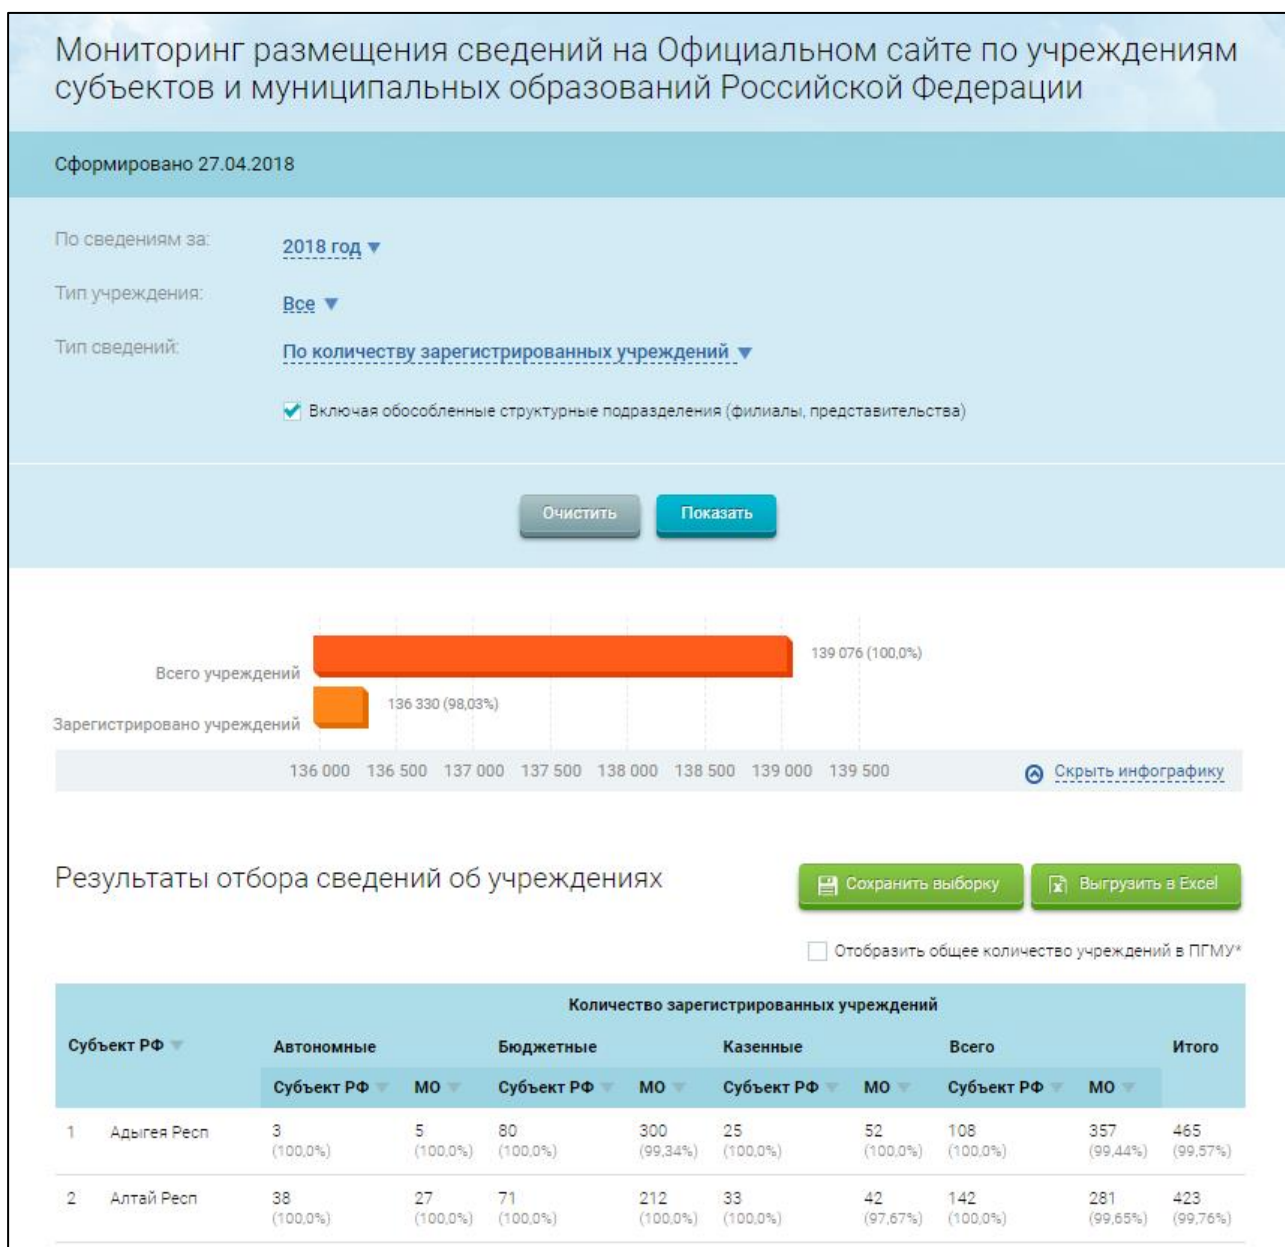 Мониторинг размещения сведений на Официальном сайте по учреждениям
субъектов и муниципальных образований Российской Федерации
Сформировано 27.04.2018
По сведениям за: 2018 год
Тип учреждения: Все
Тип сведений: По количеству зарегистрированных учреждений
Включая обособленные структурные подразделения (филиалы, представительства)
Очистить Показать
Всего учреждений 139 076 (100,0%)
Зарегистрировано учреждений 136 330 (98,03%)
136 000 136 500 137 000 137 500 138 000 138 500 139 000 139 500 Скрыть инфографику
Результаты отбора сведений об учреждениях Сохранить выборку Выгрузить в Excel
Отобразить общее количество учреждений в ПГМУ*
Количество зарегистрированных учреждений
Субъект РФ Автономные Бюджетные Казенные Всего Итого
Субъект РФ МО Субъект РФ МО Субъект РФ МО Субъект РФ МО
1 Адыгея Респ 3 5 80 300 25 52 108 357 465
(100,0%) (100,0%) (100,0%) (99,34%) (100,0%) (100,0%) (100,0%) (99,44%) (99,57%)
2 Алтай Респ 38 27 71 212 33 42 142 281 423
(100,0%) (100,0%) (100,0%) (100,0%) (100,0%) (97,67%) (100,0%) (99,65%) (99,76%)